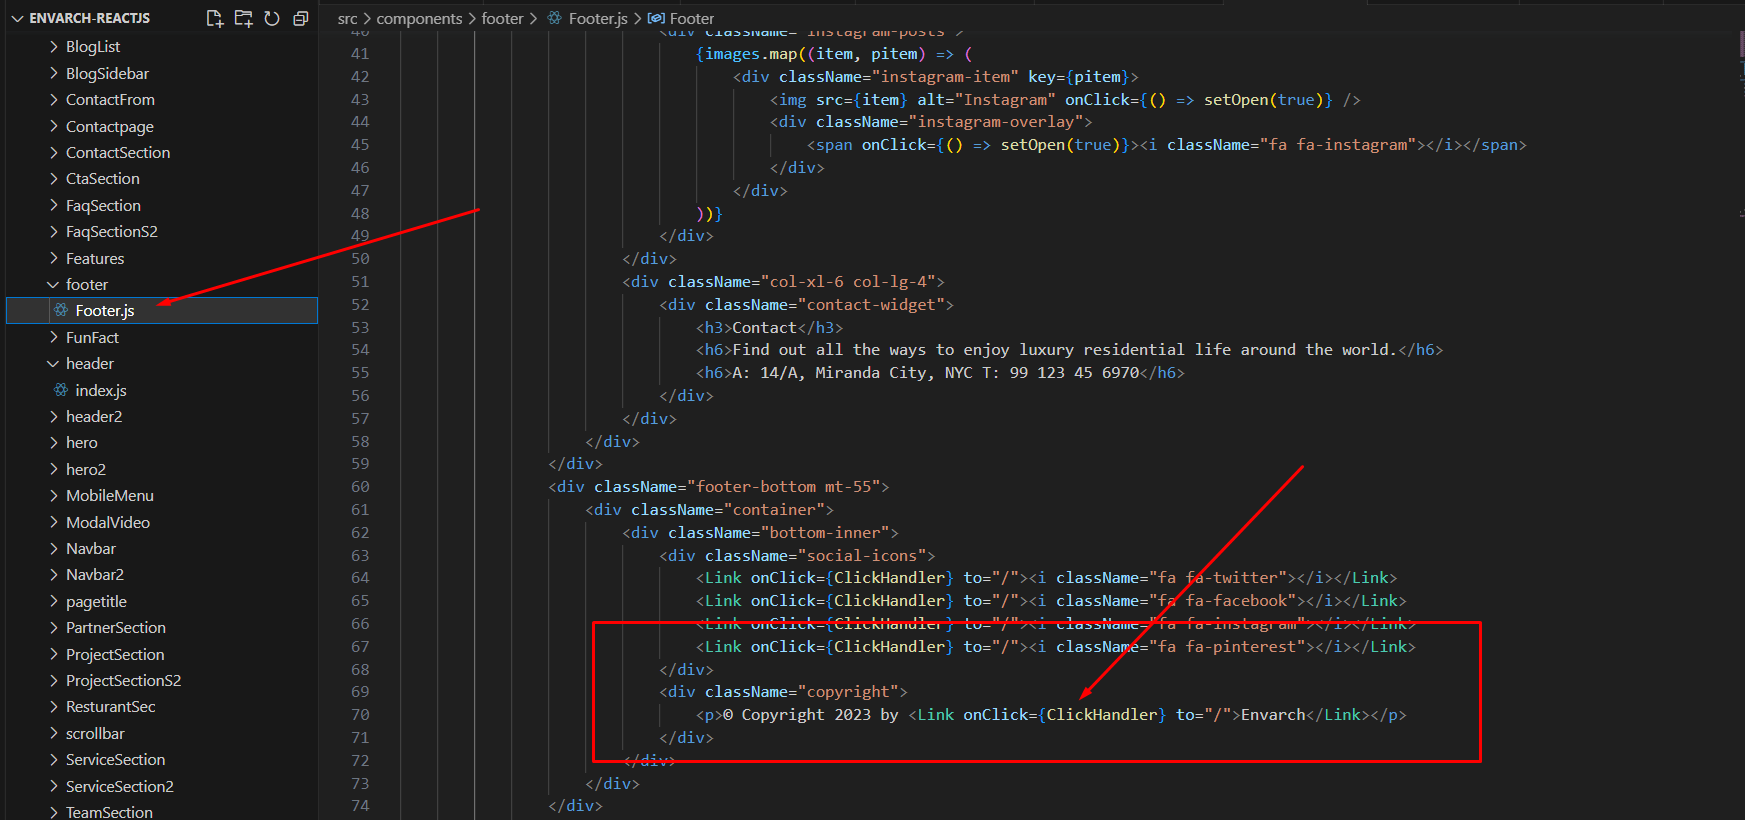 ENVARCH-REACTJS
BlogList
BlogSidebar
ContactFrom
Contactpage
ContactSection
CtaSection
FaqSection
FaqSectionS2
Features
footer
Footer.js
FunFact
header
index.js
header2
hero
hero2
MobileMenu
ModalVideo
Navbar
Navbar2
pagetitle
PartnerSection
ProjectSection
ProjectSectionS2
ResturantSec
scrollbar
ServiceSection
ServiceSection2
TeamSection
src > components > footer > Footer.js > Footer
40 <div className="instagram-posts">
41 {images.map((item, pitem) => (
42 <div className="instagram-item" key={pitem}>
43 <img src={item} alt="Instagram" onClick={() => setOpen(true)} />
44 <div className="instagram-overlay">
45 <span onClick={() => setOpen(true)}><i className="fa fa-instagram"></i></span>
46 </div>
47 </div>
48 ))}
49 </div>
50 </div>
51 <div className="col-xl-6 col-lg-4">
52 <div className="contact-widget">
53 <h3>Contact</h3>
54 <h6>Find out all the ways to enjoy luxury residential life around the world.</h6>
55 <h6>A: 14/A, Miranda City, NYC T: 99 123 45 6970</h6>
56 </div>
57 </div>
58 </div>
59 </div>
60 <div className="footer-bottom mt-55">
61 <div className="container">
62 <div className="bottom-inner">
63 <div className="social-icons">
64 <Link onClick={ClickHandler} to="/"><i className="fa fa-twitter"></i></Link>
65 <Link onClick={ClickHandler} to="/"><i className="fa fa-facebook"></i></Link>
66 <Link onClick={ClickHandler} to="/"><i className="fa fa-instagram"></i></Link>
67 <Link onClick={ClickHandler} to="/"><i className="fa fa-pinterest"></i></Link>
68 </div>
69 <div className="copyright">
70 <p>© Copyright 2023 by <Link onClick={ClickHandler} to="/">Envarch</Link></p>
71 </div>
72 </div>
73 </div>
74 </div>